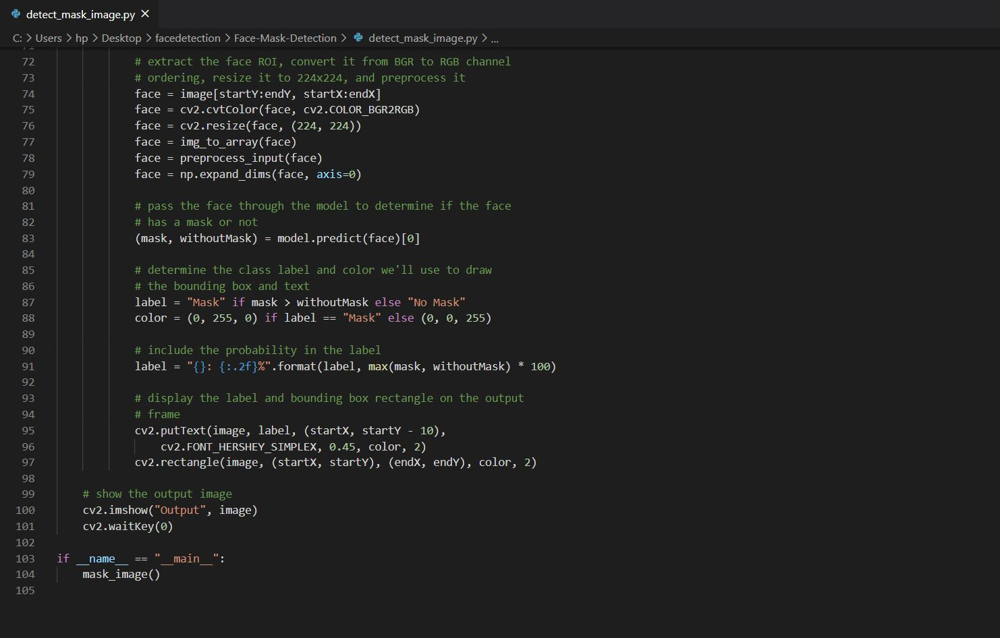 detect_mask_image.py ×
C: > Users > hp > Desktop > facedetection > Face-Mask-Detection > detect_mask_image.py > ...
71
72 # extract the face ROI, convert it from BGR to RGB channel
73 # ordering, resize it to 224x224, and preprocess it
74 face = image[startY:endY, startX:endX]
75 face = cv2.cvtColor(face, cv2.COLOR_BGR2RGB)
76 face = cv2.resize(face, (224, 224))
77 face = img_to_array(face)
78 face = preprocess_input(face)
79 face = np.expand_dims(face, axis=0)
80
81 # pass the face through the model to determine if the face
82 # has a mask or not
83 (mask, withoutMask) = model.predict(face)[0]
84
85 # determine the class label and color we'll use to draw
86 # the bounding box and text
87 label = "Mask" if mask > withoutMask else "No Mask"
88 color = (0, 255, 0) if label == "Mask" else (0, 0, 255)
89
90 # include the probability in the label
91 label = "{}: {:.2f}%".format(label, max(mask, withoutMask) * 100)
92
93 # display the label and bounding box rectangle on the output
94 # frame
95 cv2.putText(image, label, (startX, startY - 10),
96 cv2.FONT_HERSHEY_SIMPLEX, 0.45, color, 2)
97 cv2.rectangle(image, (startX, startY), (endX, endY), color, 2)
98
99 # show the output image
100 cv2.imshow("Output", image)
101 cv2.waitKey(0)
102
103 if __name__ == "__main__":
104 mask_image()
105